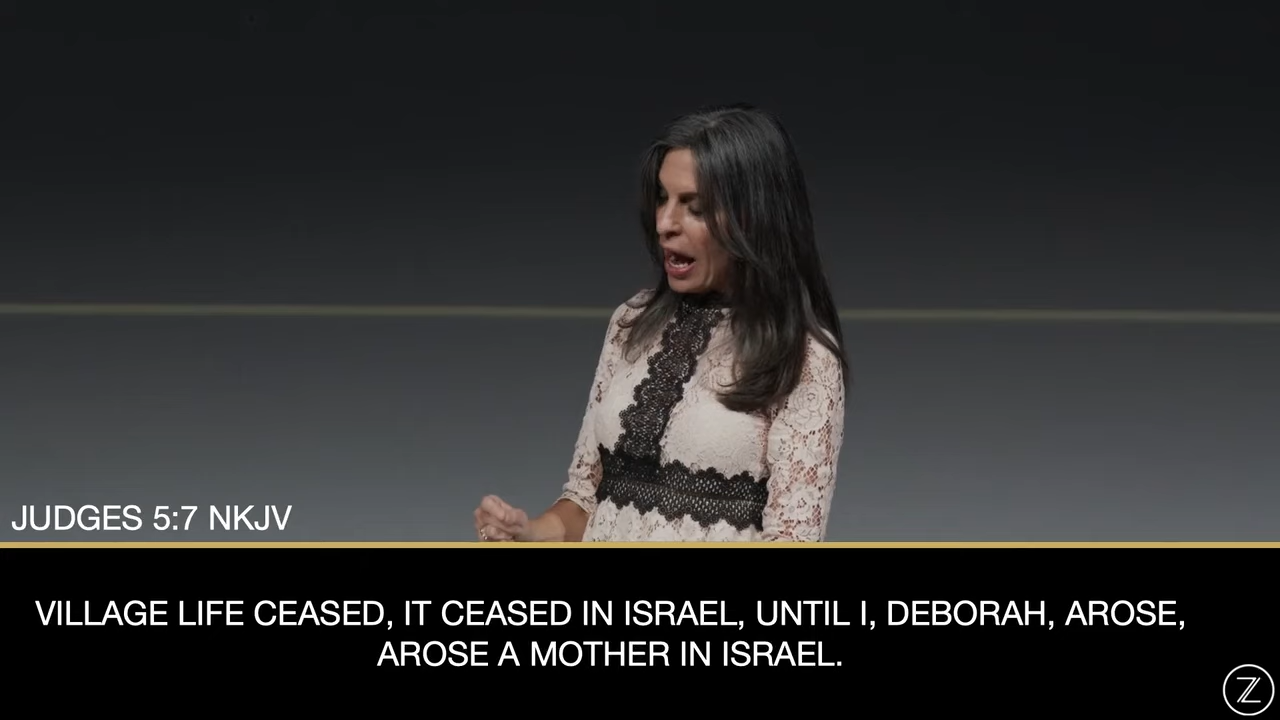 JUDGES 5:7 NKJV
VILLAGE LIFE CEASED, IT CEASED IN ISRAEL, UNTIL I, DEBORAH, AROSE,
AROSE A MOTHER IN ISRAEL.
Z